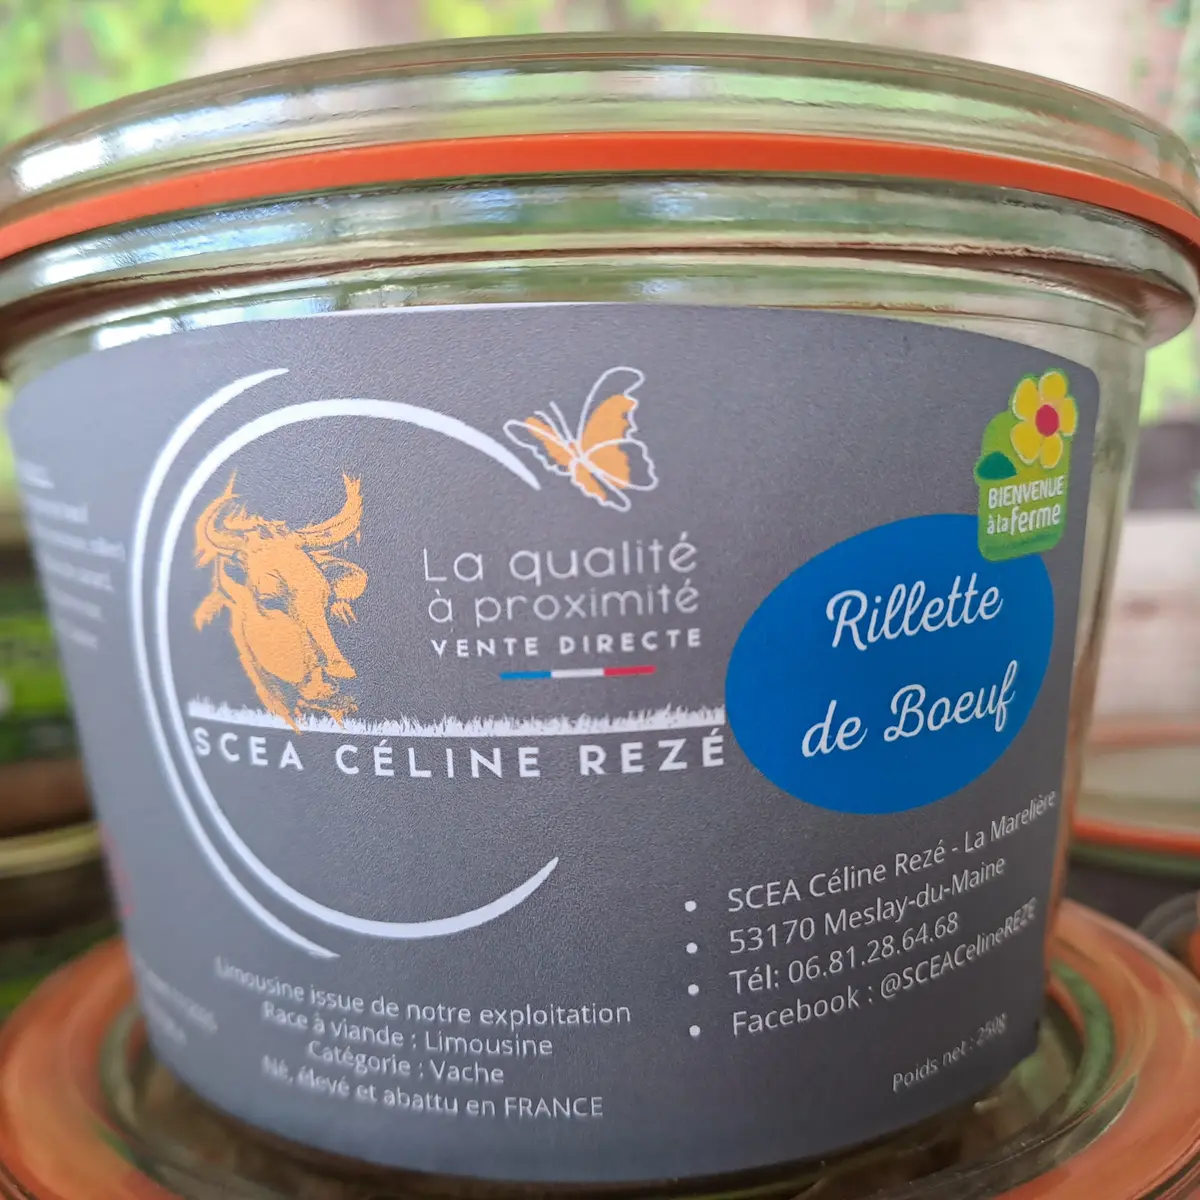 La qualité
à proximité
VENTE DIRECTE
SCEA CÉLINE REZÉ
BIENVENUE
à la ferme
Rillette
de Boeuf
• SCEA Céline Rezé - La Marelière
• 53170 Meslay-du-Maine
• Tél: 06.81.28.64.68
• Facebook : @SCEACelineREZE
Poids net : 250g
Limousine issue de notre exploitation
Race à viande : Limousine
Catégorie : Vache
Né, élevé et abattu en FRANCE